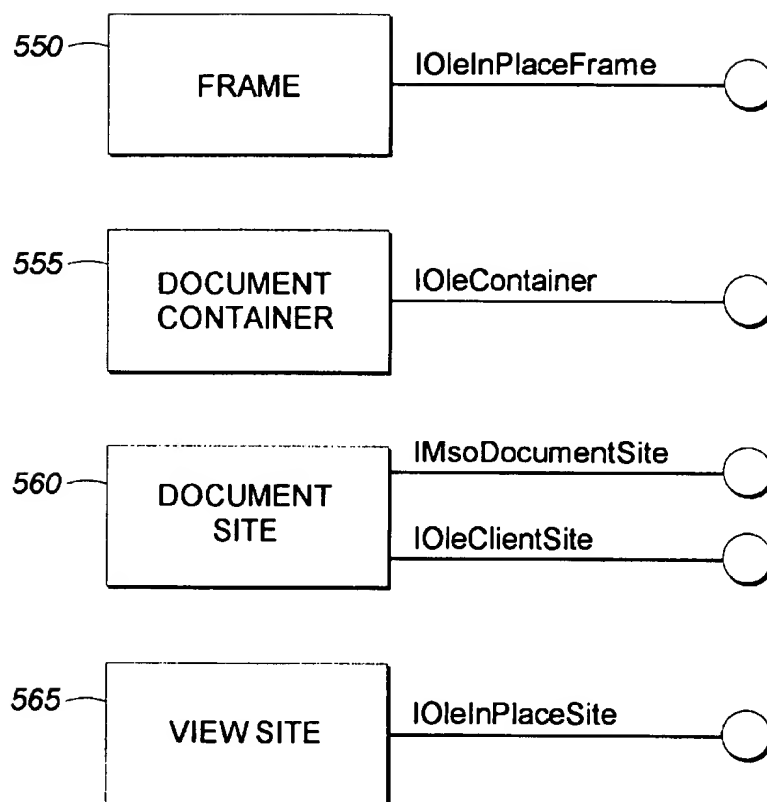 550
FRAME
IOleInPlaceFrame
555
DOCUMENT
CONTAINER
IOleContainer
560
DOCUMENT
SITE
IMsoDocumentSite
IOleClientSite
565
VIEW SITE
IOleInPlaceSite